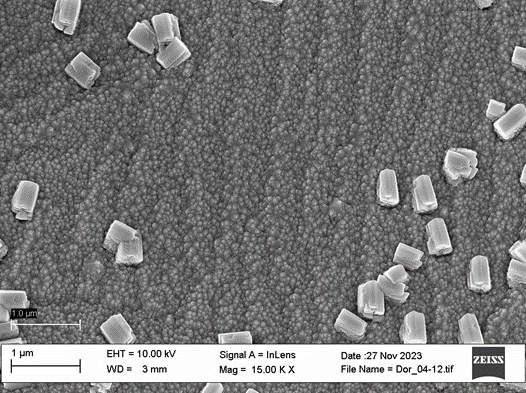 1.0 µm
1 µm
EHT = 10.00 kV
Signal A = InLens
Date :27 Nov 2023
ZEISS
WD = 3 mm
Mag = 15.00 K X
File Name = Dor_04-12.tif